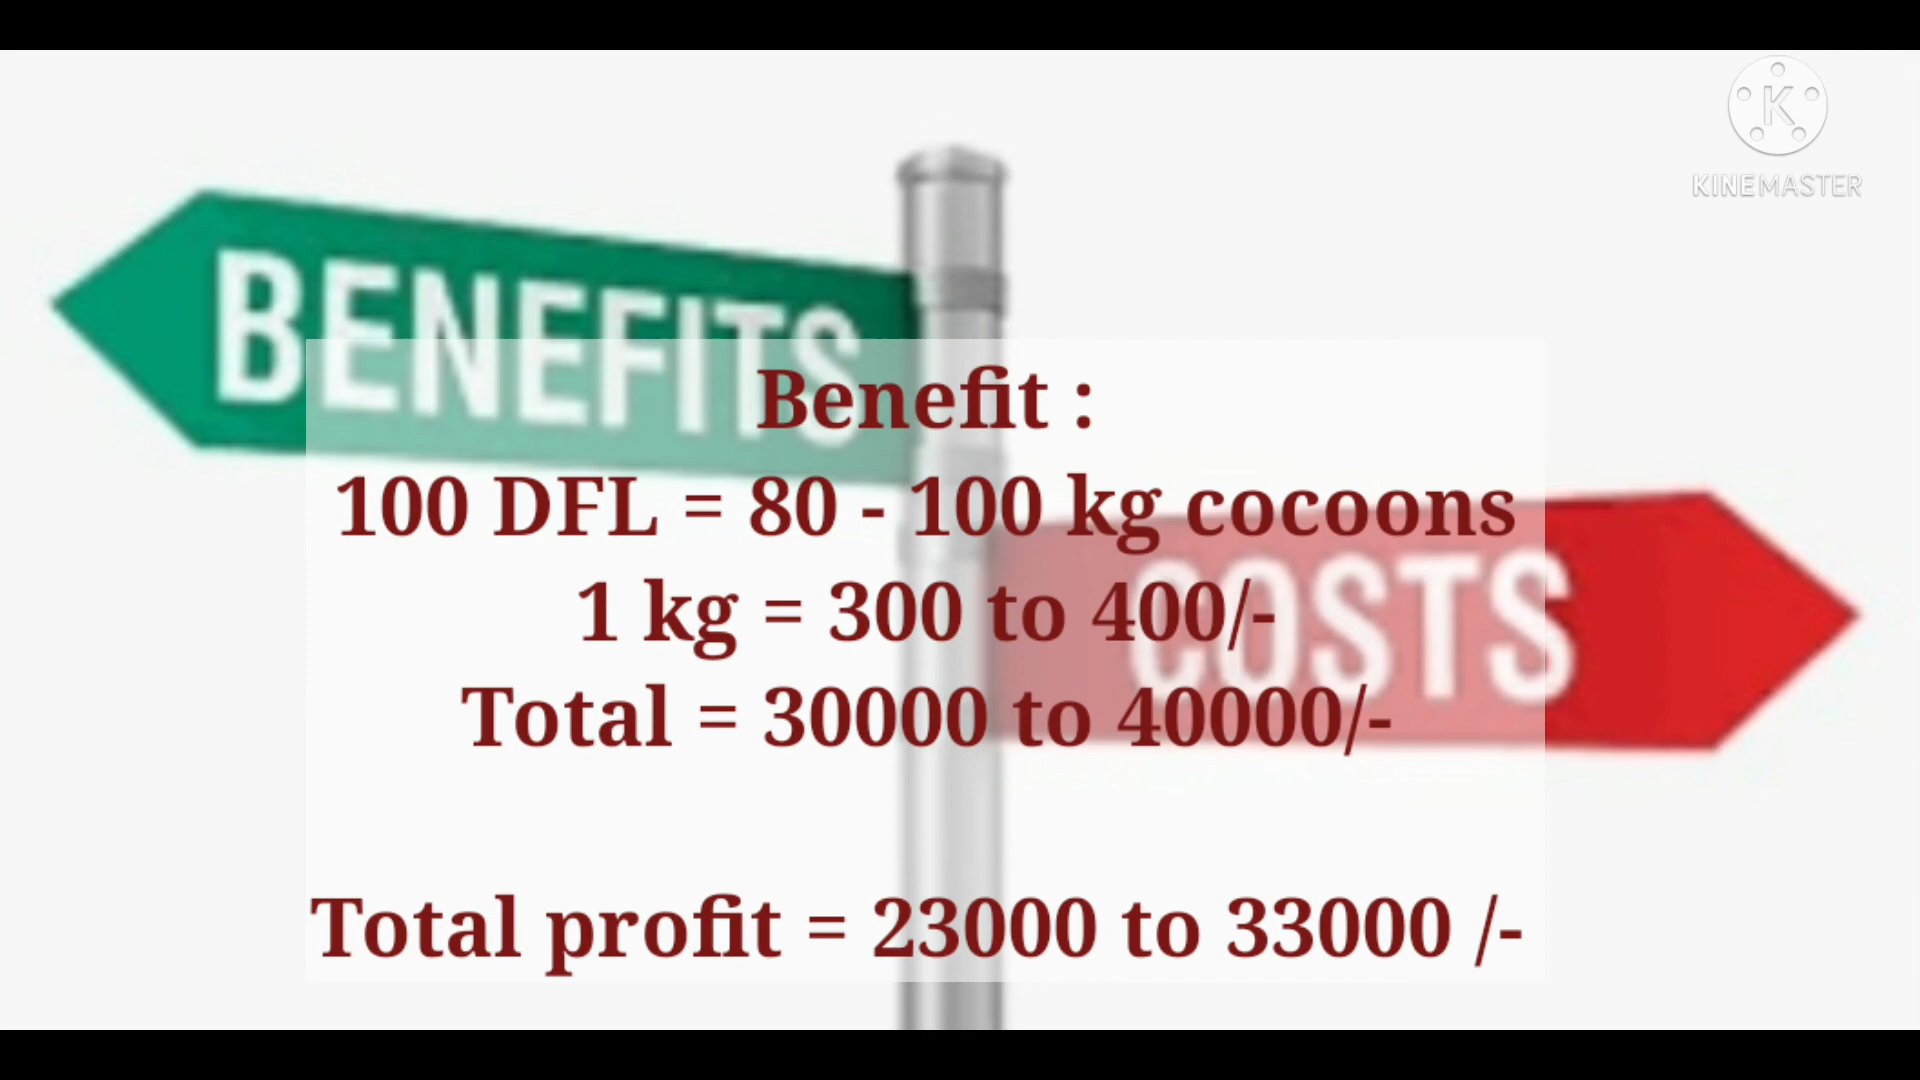 KINEMASTER
BENEFITS
COSTS
Benefit :
100 DFL = 80 - 100 kg cocoons
1 kg = 300 to 400/-
Total = 30000 to 40000/-
Total profit = 23000 to 33000 /-